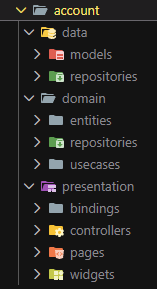 account
data
models
repositories
domain
entities
repositories
usecases
presentation
bindings
controllers
pages
widgets